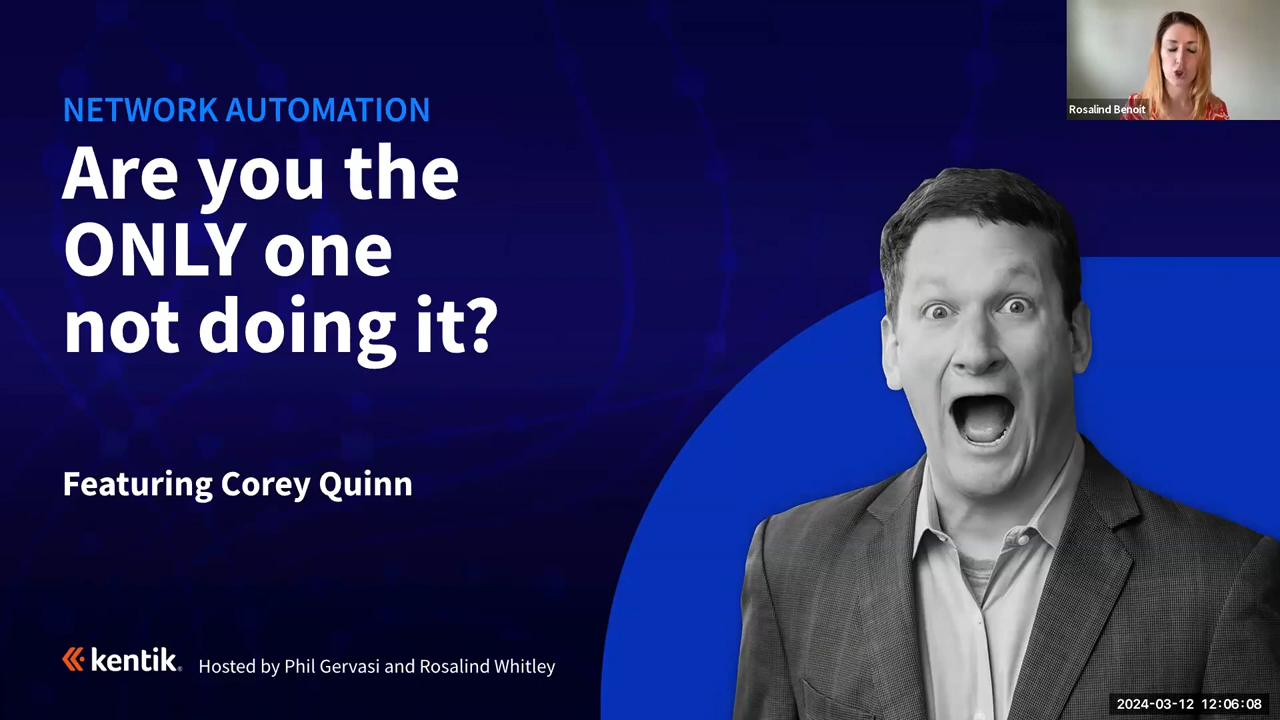 NETWORK AUTOMATION
Are you the
ONLY one
not doing it?
Featuring Corey Quinn
kentik
Hosted by Phil Gervasi and Rosalind Whitley
Rosalind Benoit
2024-03-12 12:06:08